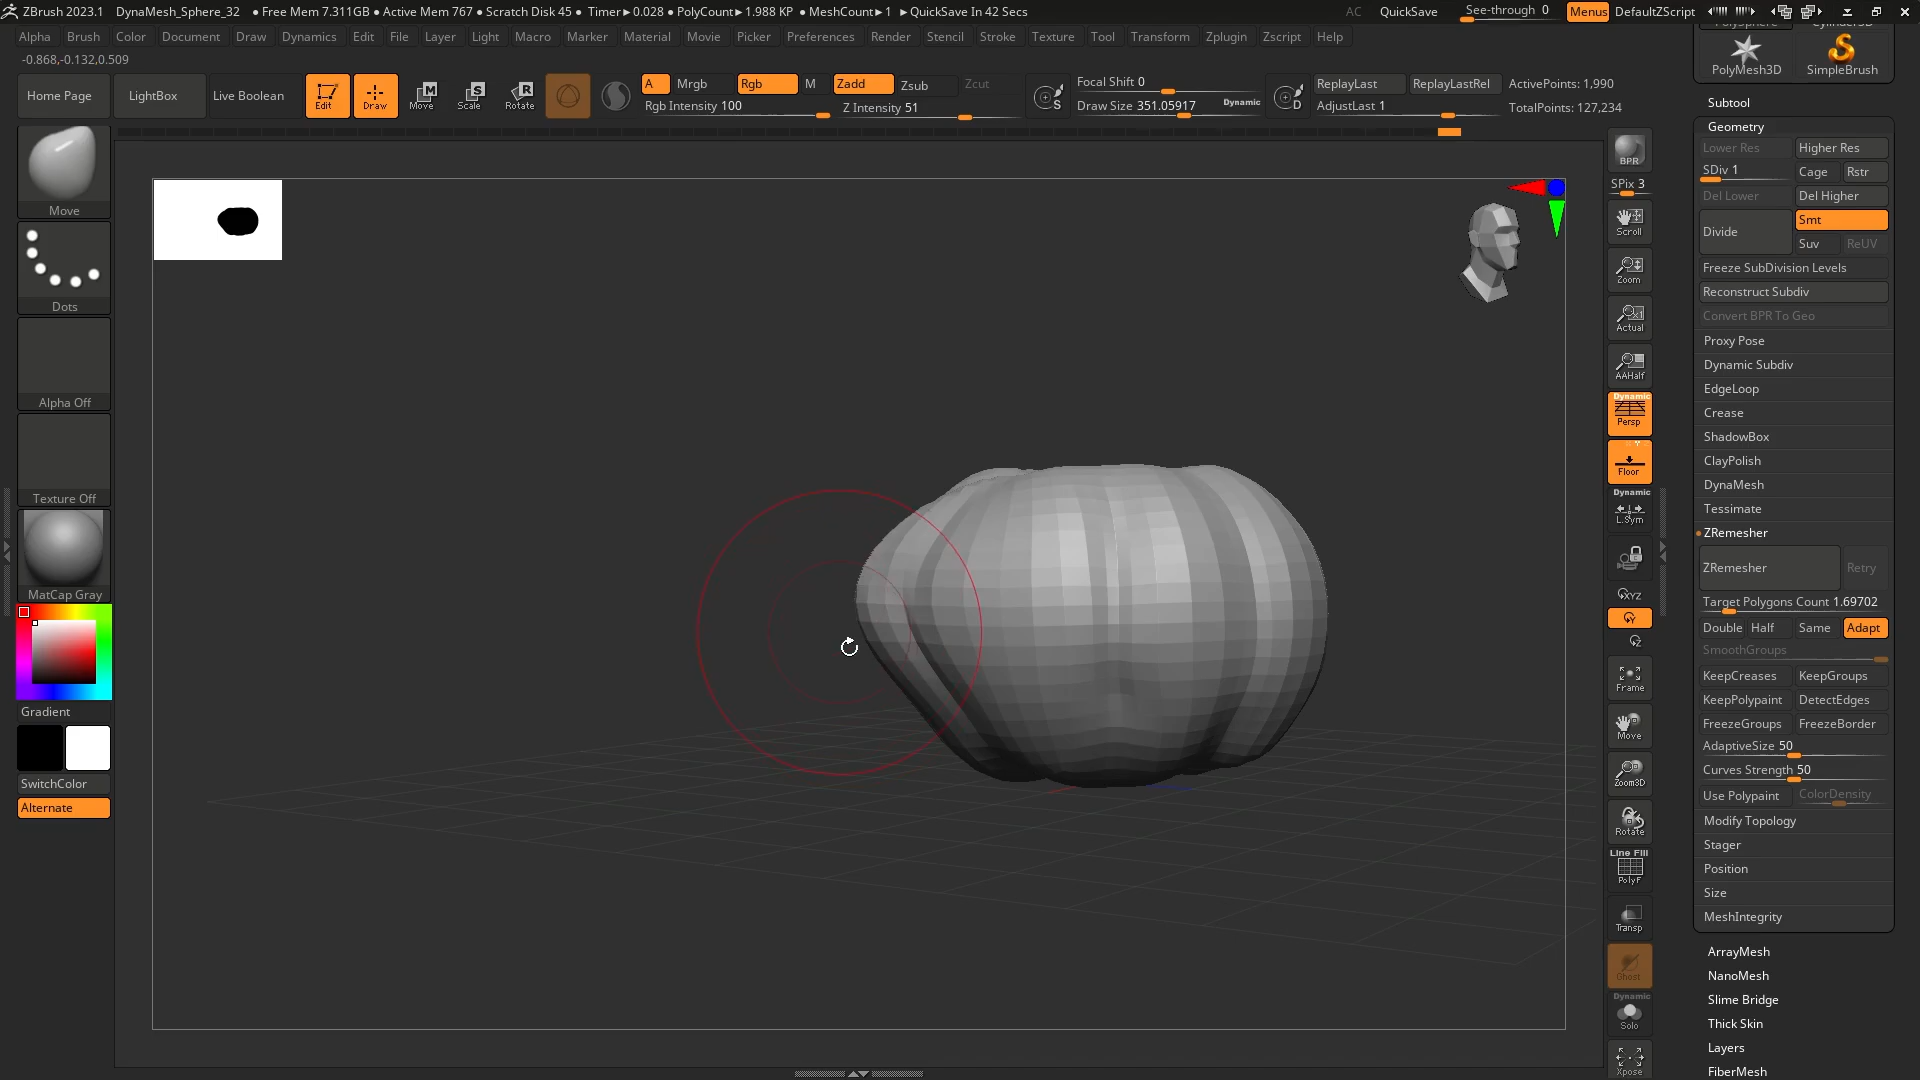 ZBrush 2023.1 DynaMesh_Sphere_32 ● Free Mem 7.311GB ● Active Mem 767 ● Scratch Disk 45 ● Timer►0.028 ● PolyCount►1.988 KP ● MeshCount►1 ►QuickSave In 42 Secs AC QuickSave See-through 0 Menus DefaultZScript
Alpha Brush Color Document Draw Dynamics Edit File Layer Light Macro Marker Material Movie Picker Preferences Render Stencil Stroke Texture Tool Transform Zplugin Zscript Help
-0.868,-0.132,0.509
Home Page LightBox Live Boolean Edit Draw Move Scale Rotate
A Mrgb Rgb M Zadd Zsub Zcut
Rgb Intensity 100 Z Intensity 51
Focal Shift 0
Draw Size 351.05917 Dynamic
S
D
ReplayLast ReplayLastRel ActivePoints: 1,990
AdjustLast 1 TotalPoints: 127,234
Move
Dots
Alpha Off
Texture Off
MatCap Gray
Gradient
SwitchColor
Alternate
BPR
SPix 3
Scroll
Zoom
Actual
AAHalf
Dynamic
Persp
Floor
Dynamic
L.Sym
XYZ
Y
Z
Frame
Move
Zoom3D
Rotate
Line Fill
PolyF
Transp
Ghost
Dynamic
Solo
Xpose
PolyMesh3D SimpleBrush
Subtool
Geometry
Lower Res Higher Res
SDiv 1 Cage Rstr
Del Lower Del Higher
Divide Smt
Suv ReUV
Freeze SubDivision Levels
Reconstruct Subdiv
Convert BPR To Geo
Proxy Pose
Dynamic Subdiv
EdgeLoop
Crease
ShadowBox
ClayPolish
DynaMesh
Tessimate
ZRemesher
ZRemesher Retry
Target Polygons Count 1.69702
Double Half Same Adapt
SmoothGroups
KeepCreases KeepGroups
KeepPolypaint DetectEdges
FreezeGroups FreezeBorder
AdaptiveSize 50
Curves Strength 50
Use Polypaint ColorDensity
Modify Topology
Stager
Position
Size
MeshIntegrity
ArrayMesh
NanoMesh
Slime Bridge
Thick Skin
Layers
FiberMesh